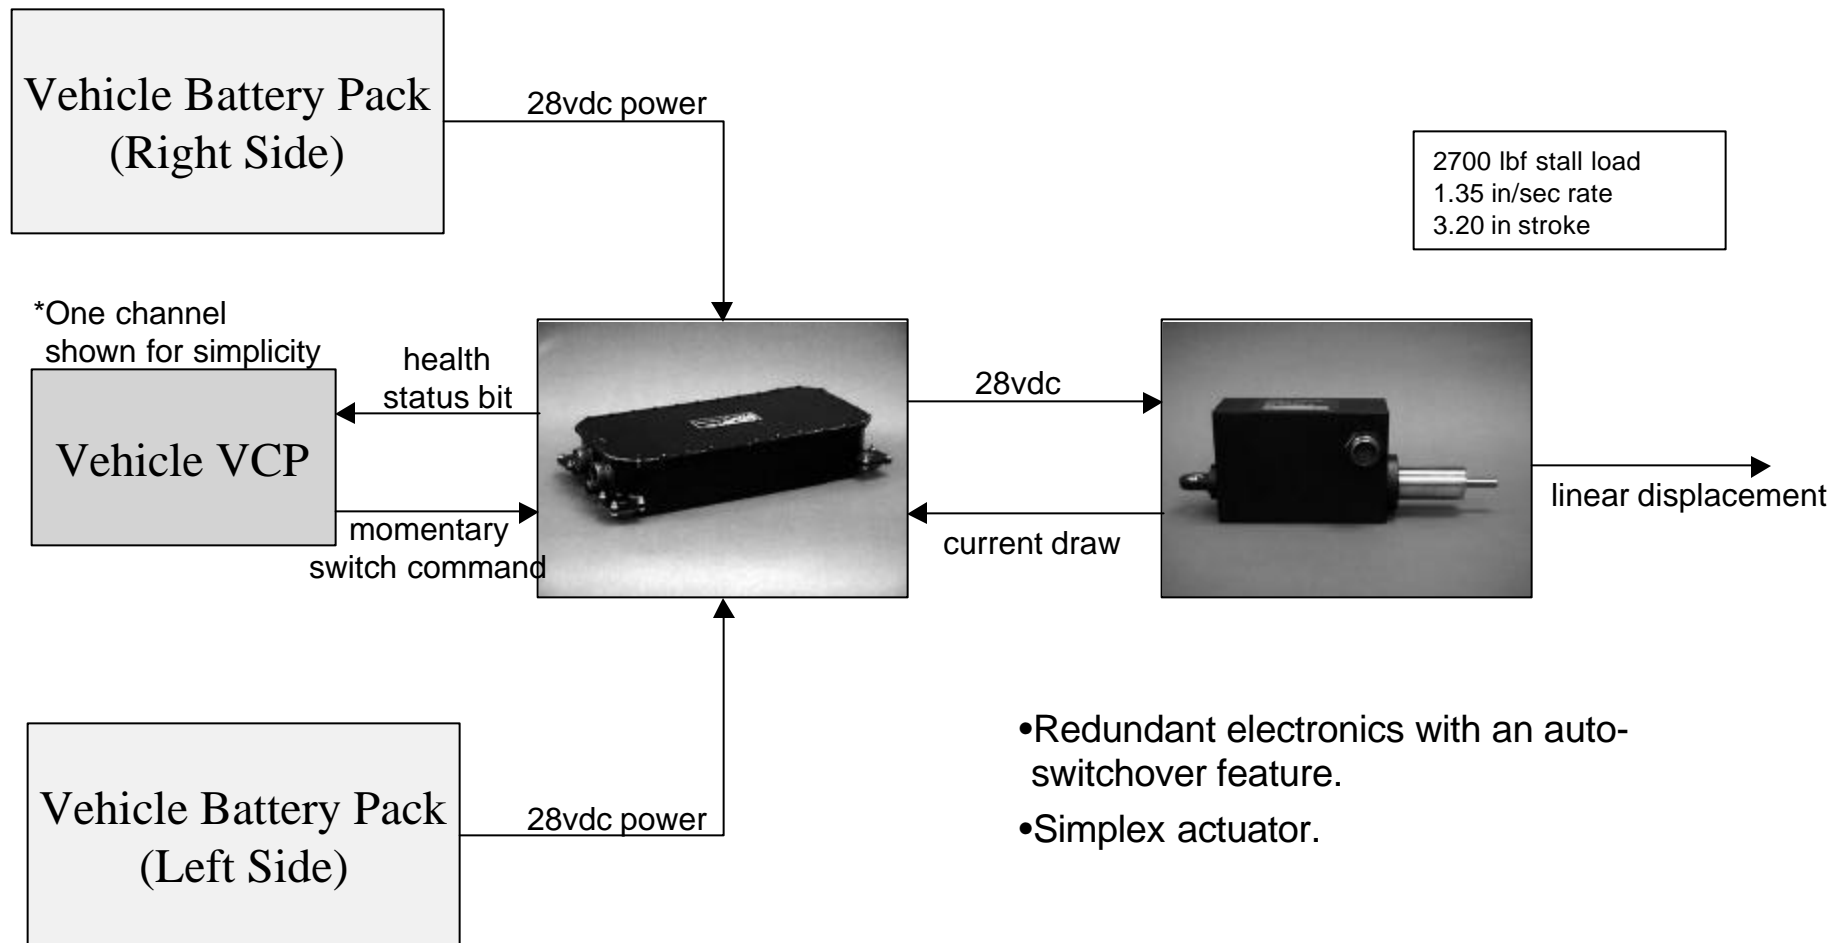 Vehicle Battery Pack
(Right Side)
28vdc power
2700 lbf stall load
1.35 in/sec rate
3.20 in stroke
*One channel
shown for simplicity
health
status bit
Vehicle VCP
momentary
switch command
28vdc
current draw
linear displacement
Vehicle Battery Pack
(Left Side)
28vdc power
•Redundant electronics with an auto-
switchover feature.
•Simplex actuator.